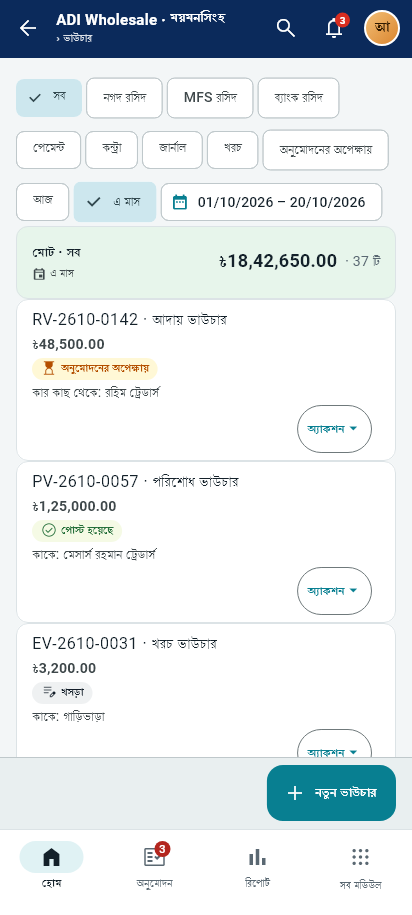 ADI Wholesale · ময়মনসিংহ
› ভাউচার
3
আ
সব
নগদ রসিদ
MFS রসিদ
ব্যাংক রসিদ
পেমেন্ট
কন্ট্রা
জার্নাল
খরচ
অনুমোদনের অপেক্ষায়
আজ
এ মাস
01/10/2026 – 20/10/2026
মোট · সব
৳18,42,650.00 · 37 টি
এ মাস
RV-2610-0142 · আদায় ভাউচার
৳48,500.00
অনুমোদনের অপেক্ষায়
কার কাছ থেকে: রহিম ট্রেডার্স
অ্যাকশন
PV-2610-0057 · পরিশোধ ভাউচার
৳1,25,000.00
পোস্ট হয়েছে
কাকে: মেসার্স রহমান ট্রেডার্স
অ্যাকশন
EV-2610-0031 · খরচ ভাউচার
৳3,200.00
খসড়া
কাকে: গাড়িভাড়া
অ্যাকশন
নতুন ভাউচার
3
হোম
অনুমোদন
রিপোর্ট
সব মডিউল